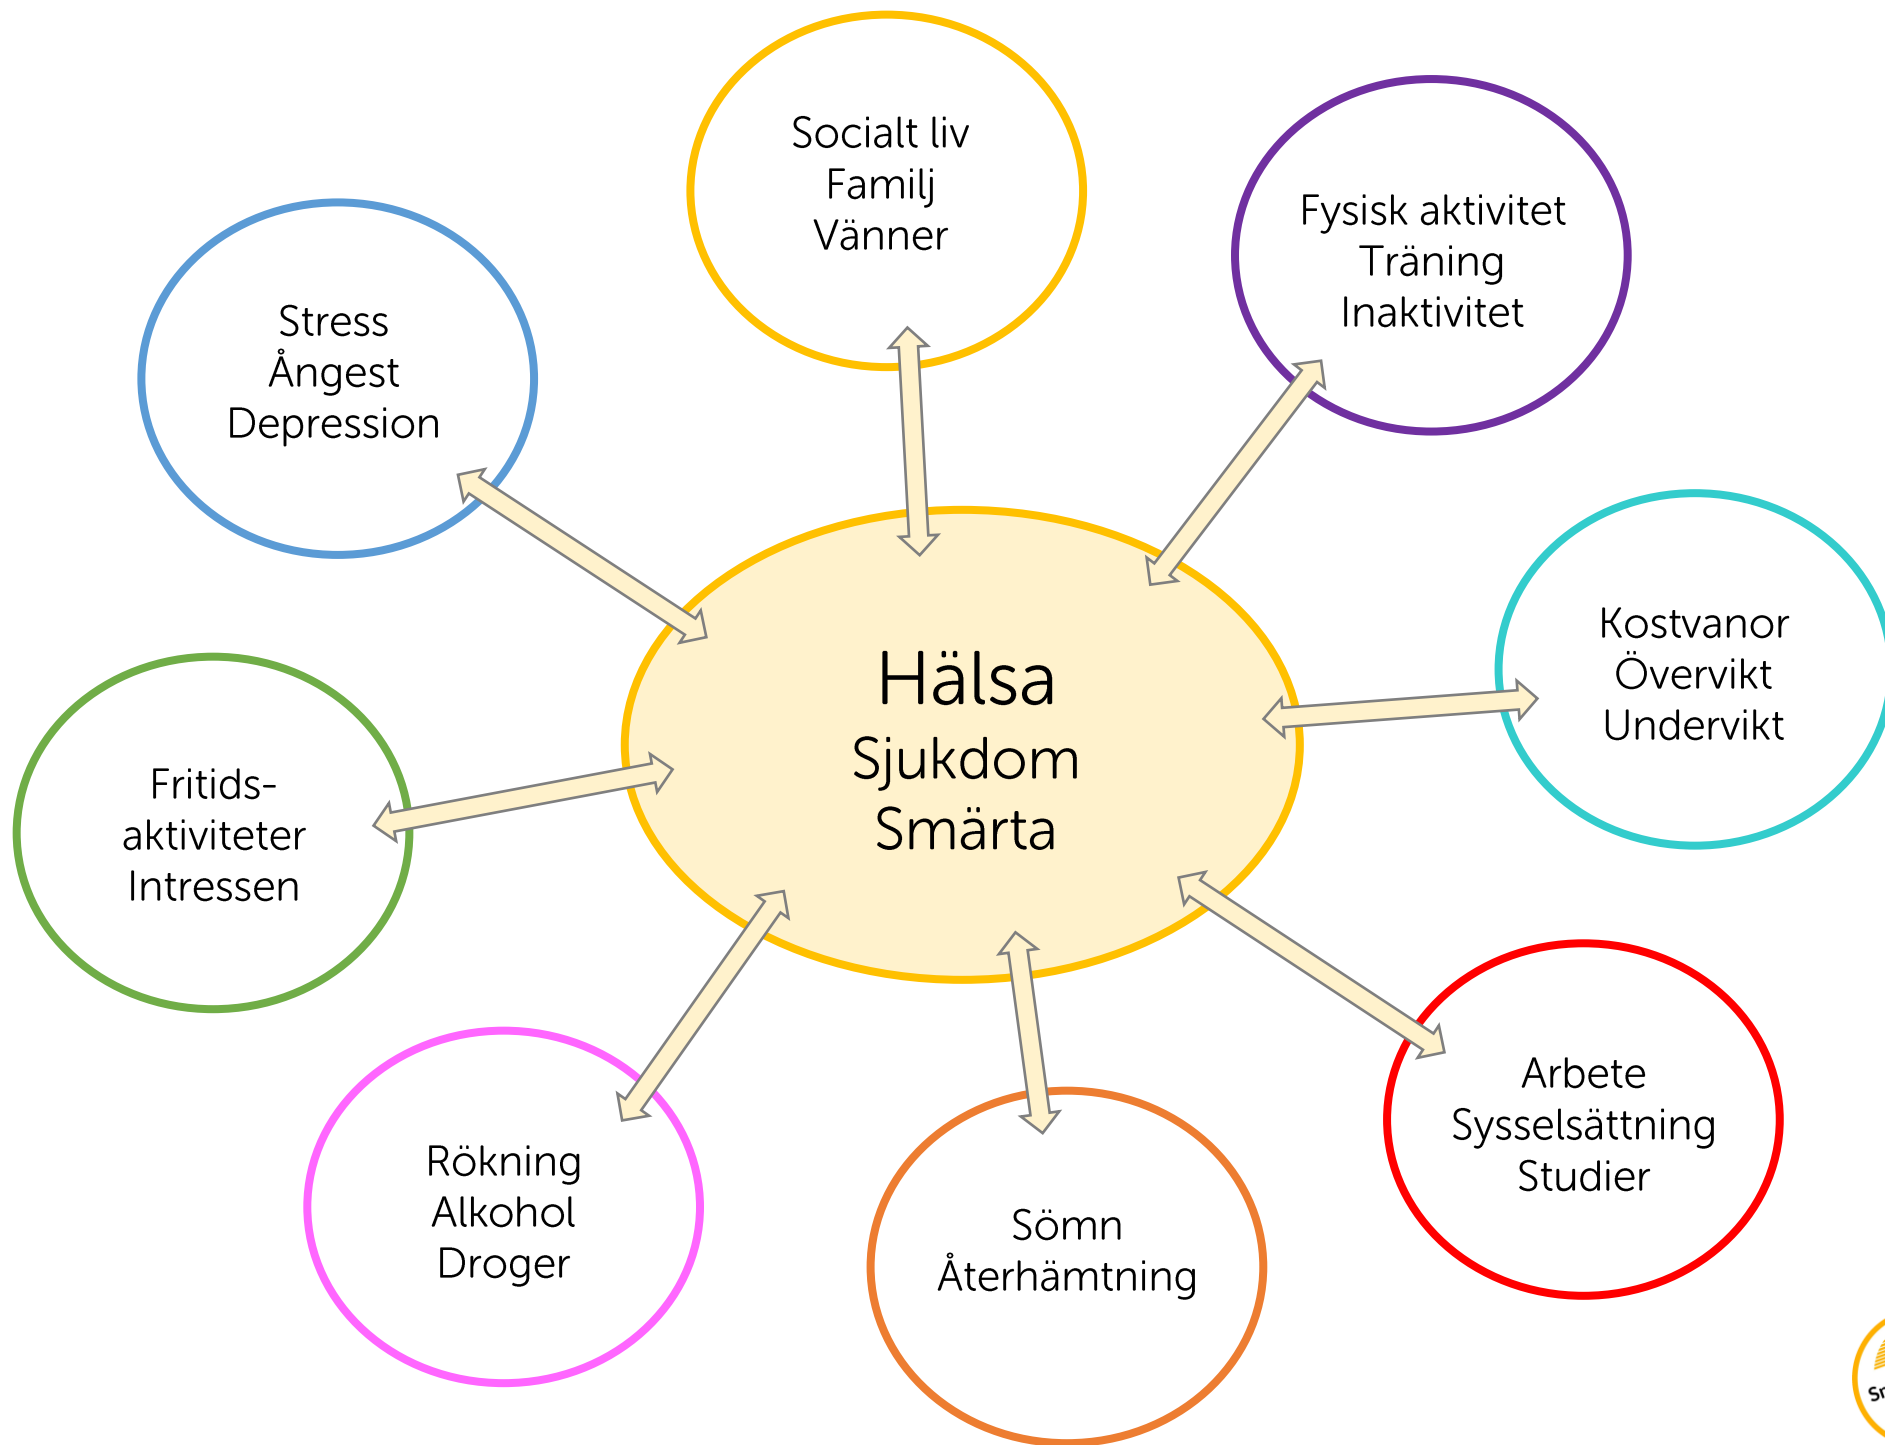 Socialt liv
Familj
Vänner
Fysisk aktivitet
Träning
Inaktivitet
Stress
Ångest
Depression
Kostvanor
Övervikt
Undervikt
Hälsa
Sjukdom
Smärta
Fritids-
aktiviteter
Intressen
Arbete
Sysselsättning
Studier
Rökning
Alkohol
Droger
Sömn
Återhämtning